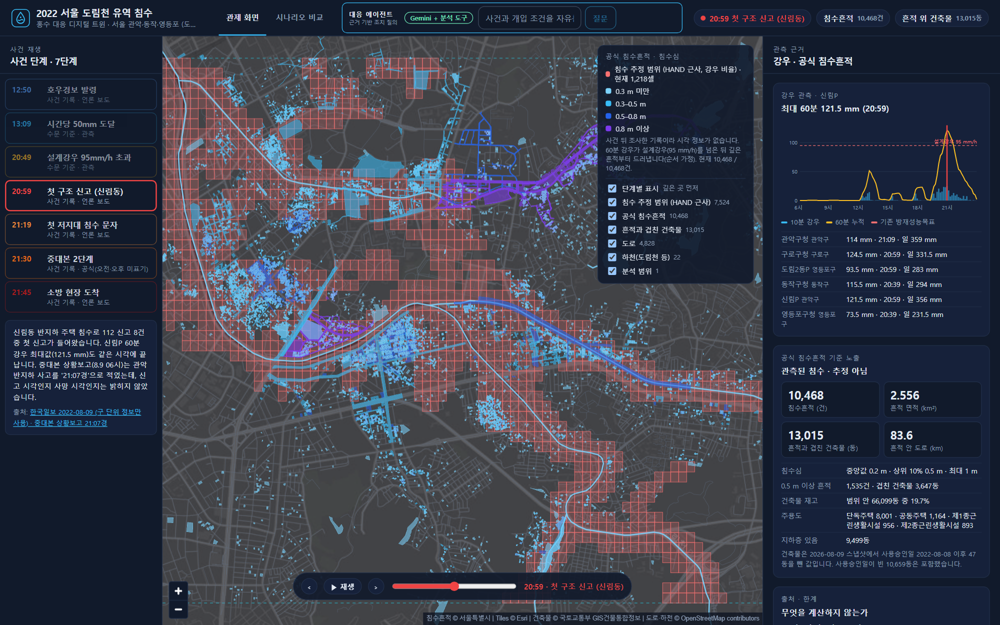 2022 서울 도림천 유역 침수
홍수 대응 디지털 트윈 · 서울 관악·동작·영등포 (도...
관제 화면
시나리오 비교
대응 에이전트
근거 기반 조치 질의
Gemini + 분석 도구
사건과 개입 조건을 자유
질문
20:59 첫 구조 신고 (신림동)
침수흔적 10,468건
흔적 위 건축물 13,015동
사건 재생
사건 단계 · 7단계
12:50 호우경보 발령
사건 기록 · 언론 보도
13:09 시간당 50mm 도달
수문 기준 · 관측
20:49 설계강우 95mm/h 초과
수문 기준 · 관측
20:59 첫 구조 신고 (신림동)
사건 기록 · 언론 보도
21:19 첫 저지대 침수 문자
사건 기록 · 언론 보도
21:30 중대본 2단계
사건 기록 · 공식(오전·오후 미표기)
21:45 소방 현장 도착
사건 기록 · 언론 보도
신림동 반지하 주택 침수로 112 신고 8건
중 첫 신고가 들어왔습니다. 신림P 60분
강우 최대값(121.5 mm)도 같은 시각에 끝
납니다. 중대본 상황보고(8.9 06시)는 관악
반지하 사고를 '21:07경'으로 적었는데, 신
고 시각인지 사망 시각인지는 밝히지 않았
습니다.
출처: 한국일보 2022-08-09 (구 단위 정보만
사용) · 중대본 상황보고 21:07경
공식 침수흔적 · 침수심
침수 추정 범위 (HAND 근사, 강우 비율) ·
현재 1,218셀
0.3 m 미만
0.3–0.5 m
0.5–0.8 m
0.8 m 이상
사건 뒤 조사한 기록이라 시각 정보가 없습니다.
60분 강우가 설계강우(95 mm/h)를 넘은 뒤 깊은
흔적부터 드러냅니다(순서 가정). 현재 10,468 /
10,468건.
단계별 표시 깊은 곳 먼저
침수 추정 범위 (HAND 근사) 7,524
공식 침수흔적 10,468
흔적과 겹친 건축물 13,015
도로 4,828
하천(도림천 등) 22
분석 범위 1
+
−
‹
▶ 재생
›
20:59 · 첫 구조 신고 (신림동)
침수흔적 © 서울특별시 | Tiles © Esri | 건축물 © 국토교통부 GIS건물통합정보 | 도로·하천 © OpenStreetMap contributors
관측 근거
강우 · 공식 침수흔적
강우 관측 · 신림P
최대 60분 121.5 mm (20:59)
설계강우 95 mm/h
100
50
0
6시 9시 12시 15시 18시 21시
10분 강우 60분 누적 기존 방재성능목표
관악구청 관악구 114 mm · 21:09 · 일 359 mm
구로구청 구로구 124.5 mm · 20:59 · 일 331.5 mm
도림2동P 영등포구 93.5 mm · 20:59 · 일 283 mm
동작구청 동작구 115.5 mm · 20:39 · 일 294 mm
신림P 관악구 121.5 mm · 20:59 · 일 356 mm
영등포구청 영등포구 73.5 mm · 20:39 · 일 231.5 mm
공식 침수흔적 기준 노출
관측된 침수 · 추정 아님
10,468
침수흔적 (건)
2.556
흔적 면적 (km²)
13,015
흔적과 겹친 건축물 (동)
83.6
흔적 안 도로 (km)
침수심 중앙값 0.2 m · 상위 10% 0.5 m · 최대 1 m
0.5 m 이상 흔적 1,535건 · 겹친 건축물 3,647동
건축물 재고 범위 안 66,099동 중 19.7%
주용도 단독주택 8,001 · 공동주택 1,164 · 제1종근
린생활시설 956 · 제2종근린생활시설 893
지하층 있음 9,499동
건축물은 2026-08-09 스냅샷에서 사용승인일 2022-08-08 이후 47
동을 뺀 값입니다. 사용승인일이 빈 10,659동은 포함했습니다.
출처 · 한계
무엇을 계산하지 않는가